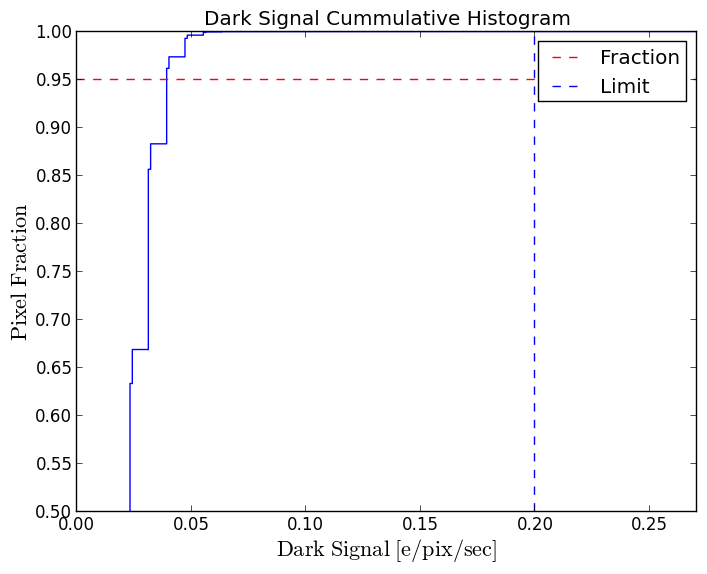 Dark Signal Cummulative Histogram
1.00
0.95
0.90
0.85
0.80
0.75
0.70
0.65
0.60
0.55
0.50
Pixel Fraction
Fraction
Limit
0.00 0.05 0.10 0.15 0.20 0.25
Dark Signal [e/pix/sec]